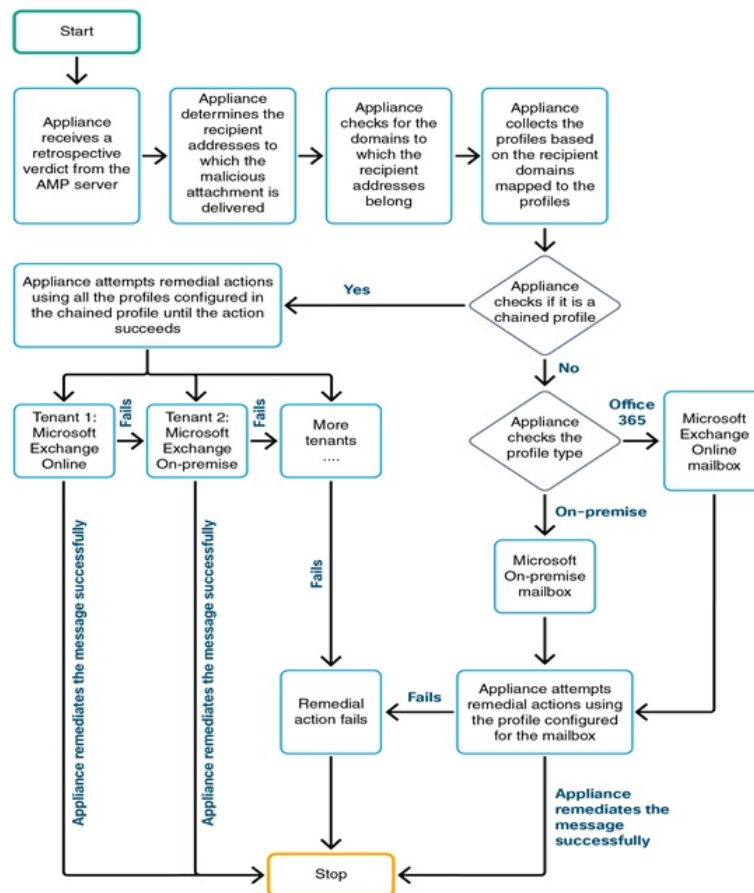 Start
Appliance
receives a
retrospective
verdict from the
AMP server
Appliance
determines the
recipient
addresses to
which the
malicious
attachment is
delivered
Appliance
checks for the
domains to
which the
recipient
addresses
belong
Appliance
collects the
profiles based
on the recipient
domains
mapped to the
profiles
Appliance
checks if it is a
chained profile
Yes
Appliance attempts remedial actions
using all the profiles configured in
the chained profile until the action
succeeds
No
Tenant 1:
Microsoft
Exchange
Online
Fails
Tenant 2:
Microsoft
Exchange
On-premise
Fails
More
tenants
....
Appliance
checks the
profile type
Office
365
Microsoft
Exchange
Online
mailbox
On-premise
Microsoft
On-premise
mailbox
Appliance remediates the message successfully
Appliance remediates the message successfully
Fails
Remedial
action fails
Fails
Appliance attempts
remedial actions using
the profile configured
for the mailbox
Appliance
remediates the
message
successfully
Stop